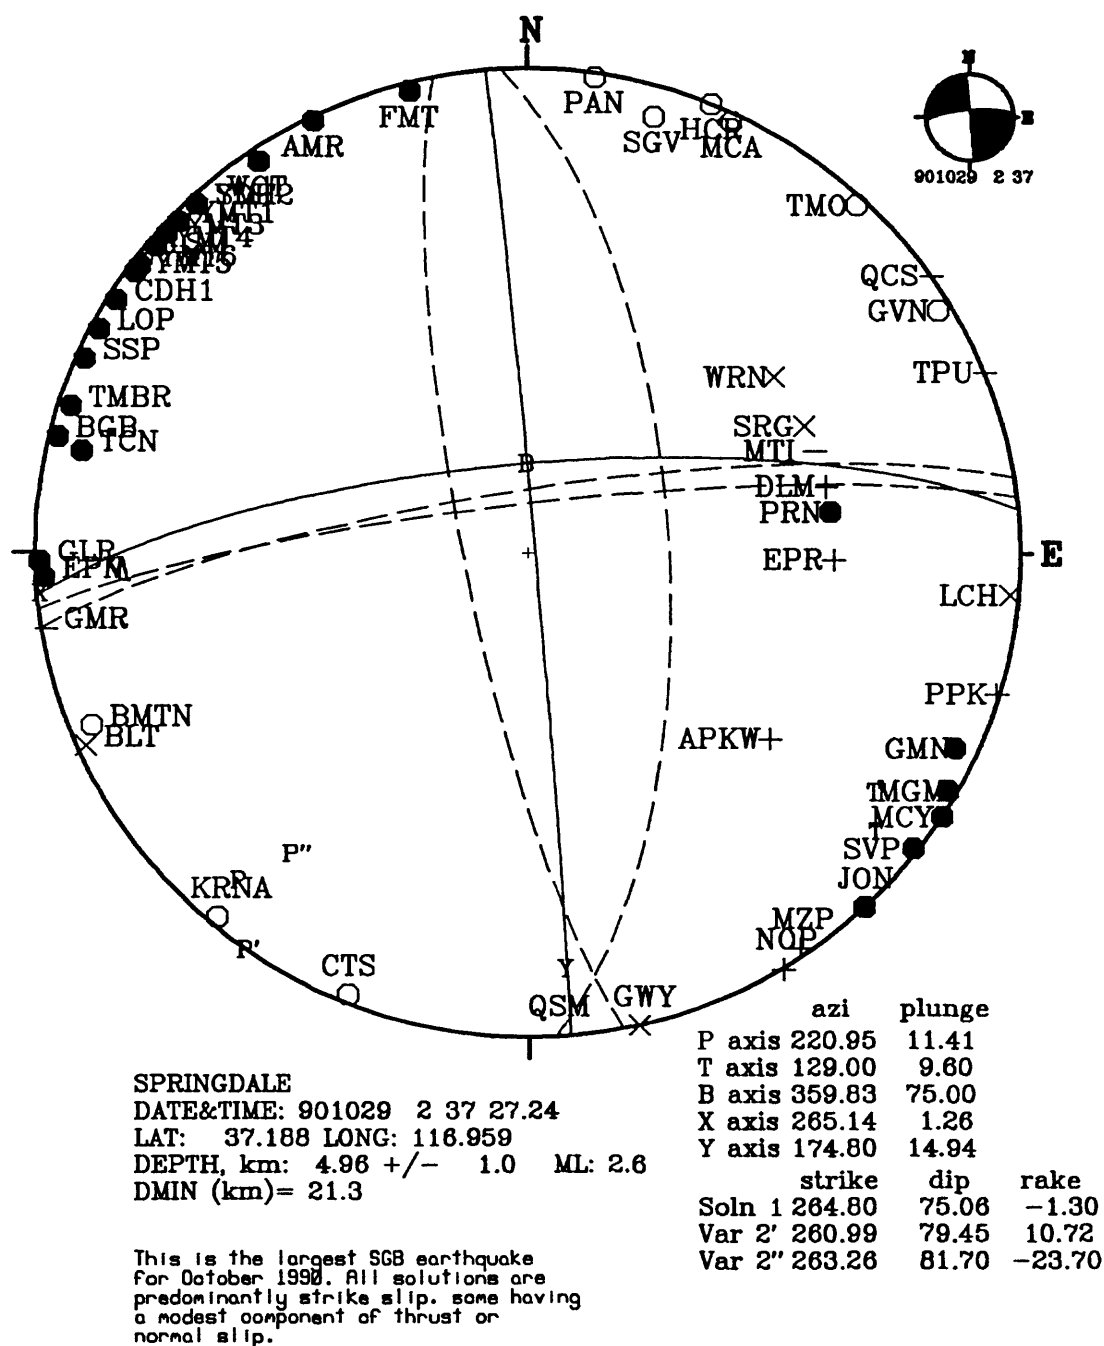 N
PAN
FMT
SGV
HCR
MCA
AMR
N
E
901029 2 37
WCT
TMO
QCS
GVN
CDH1
LOP
SSP
WRN
TPU
TMBR
BGB
TCN
SRG
MTI
B
DLM
PRN
GLR
EPN
EPR
E
X
GMR
LCH
PPK
BMTN
BLT
APKW
GMN
MGM
MCY
T
SVP
P"
P
KRNA
JON
MZP
NOP
P'
CTS
Y
QSM
GWY
azi plunge
P axis 220.95 11.41
T axis 129.00 9.60
B axis 359.83 75.00
X axis 265.14 1.26
Y axis 174.80 14.94
strike dip rake
Soln 1 264.80 75.06 -1.30
Var 2' 260.99 79.45 10.72
Var 2" 263.26 81.70 -23.70
SPRINGDALE
DATE&TIME: 901029 2 37 27.24
LAT: 37.188 LONG: 116.959
DEPTH, km: 4.96 +/- 1.0 ML: 2.6
DMIN (km)= 21.3
This is the largest SGB earthquake
for October 1990. All solutions are
predominantly strike slip. some having
a modest component of thrust or
normal slip.